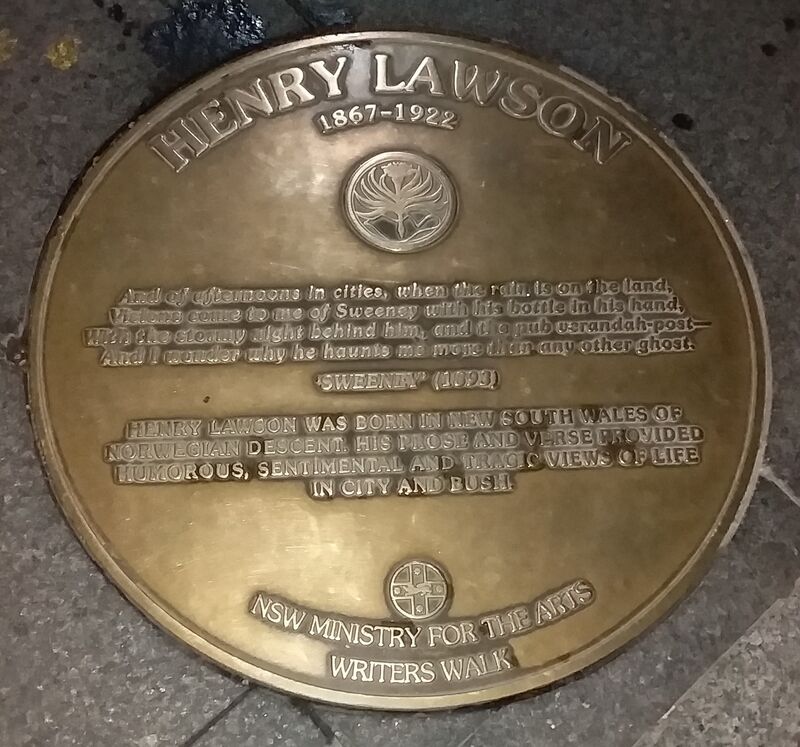 HENRY LAWSON
1867-1922
And of afternoons in cities, when the rain is on the land,
Visions come to me of Sweeney with his bottle in his hand,
With the stormy night behind him, and the pub verandah-post—
And I wonder why he haunts me more than any other ghost.
'SWEENEY' (1893)
HENRY LAWSON WAS BORN IN NEW SOUTH WALES OF
NORWEGIAN DESCENT. HIS PROSE AND VERSE PROVIDED
HUMOROUS, SENTIMENTAL AND TRAGIC VIEWS OF LIFE
IN CITY AND BUSH.
NSW MINISTRY FOR THE ARTS
WRITERS WALK